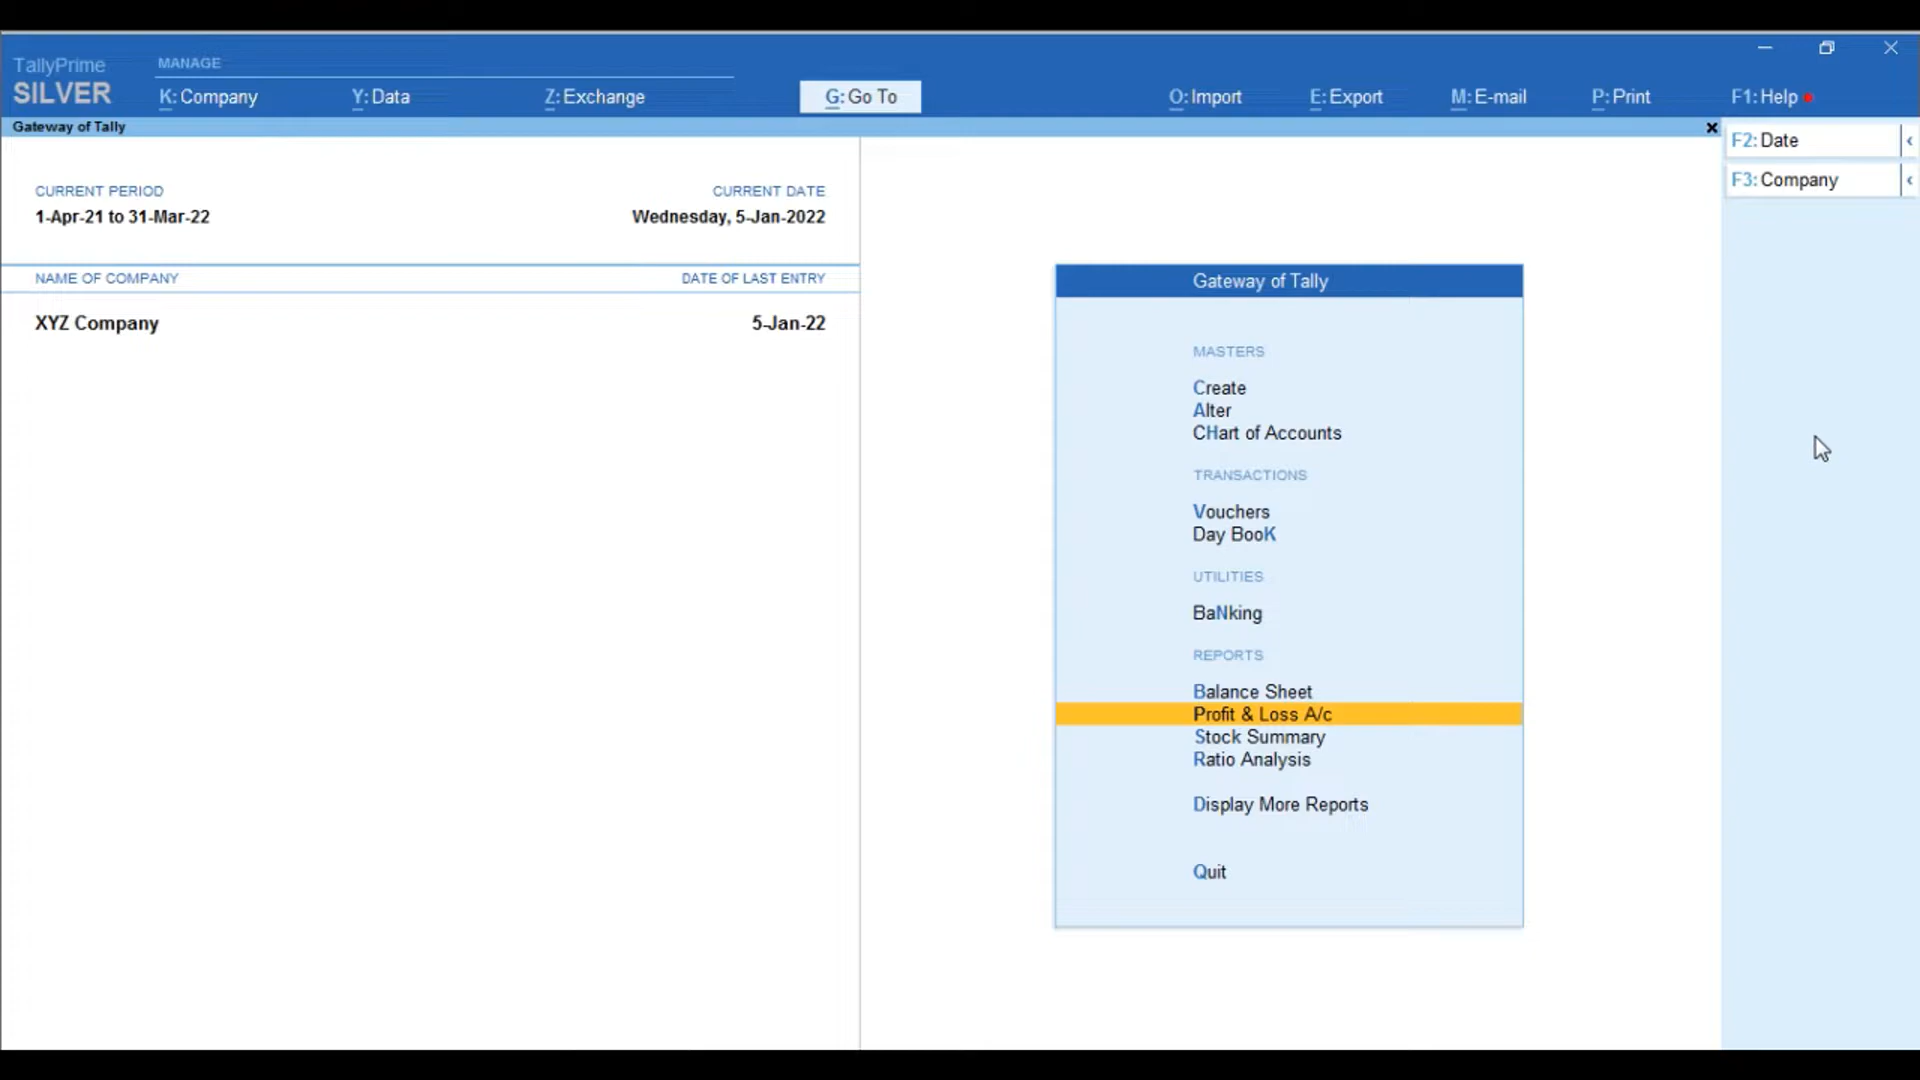 TallyPrime
SILVER
MANAGE
K: Company
Y: Data
Z: Exchange
G: Go To
O: Import
E: Export
M: E-mail
P: Print
F1: Help
Gateway of Tally
F2: Date
F3: Company
CURRENT PERIOD
CURRENT DATE
1-Apr-21 to 31-Mar-22
Wednesday, 5-Jan-2022
NAME OF COMPANY
DATE OF LAST ENTRY
XYZ Company
5-Jan-22
Gateway of Tally
MASTERS
Create
Alter
CHart of Accounts
TRANSACTIONS
Vouchers
Day BooK
UTILITIES
BaNking
REPORTS
Balance Sheet
Profit & Loss A/c
Stock Summary
Ratio Analysis
Display More Reports
Quit